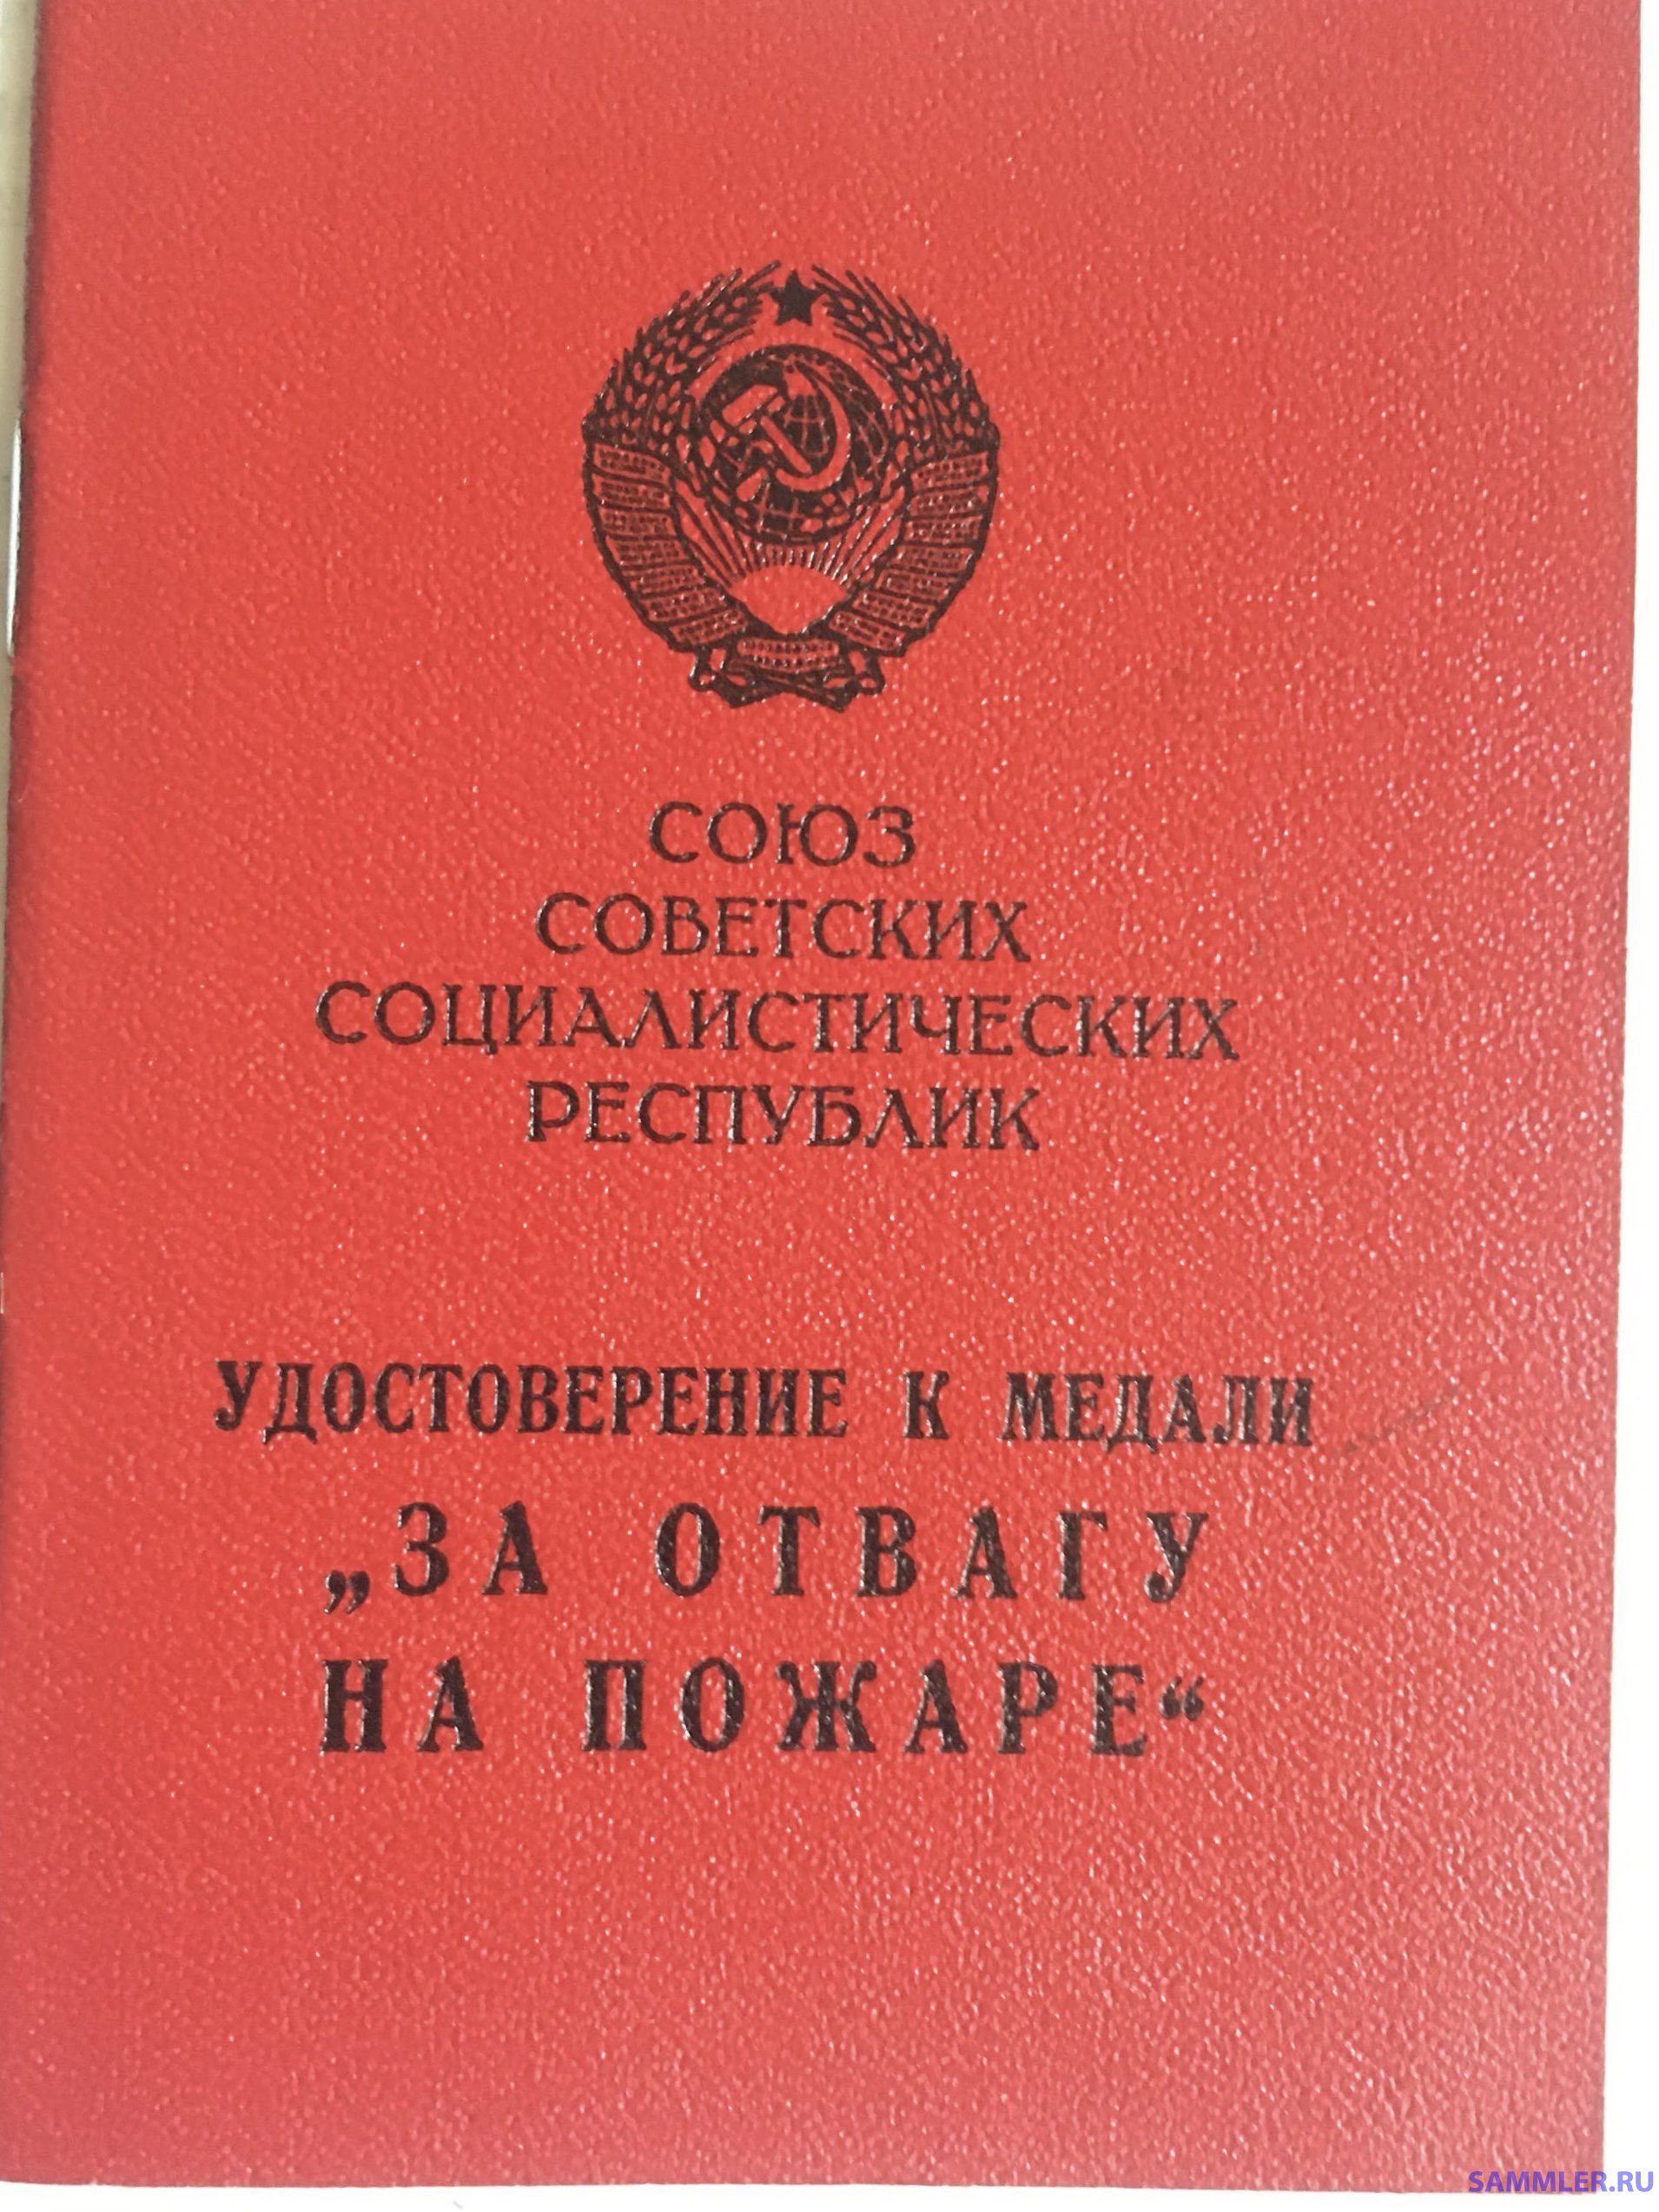 СОЮЗ
СОВЕТСКИХ
СОЦИАЛИСТИЧЕСКИХ
РЕСПУБЛИК
УДОСТОВЕРЕНИЕ К МЕДАЛИ
„ЗА ОТВАГУ
НА ПОЖАРЕ“
SAMMLER.RU